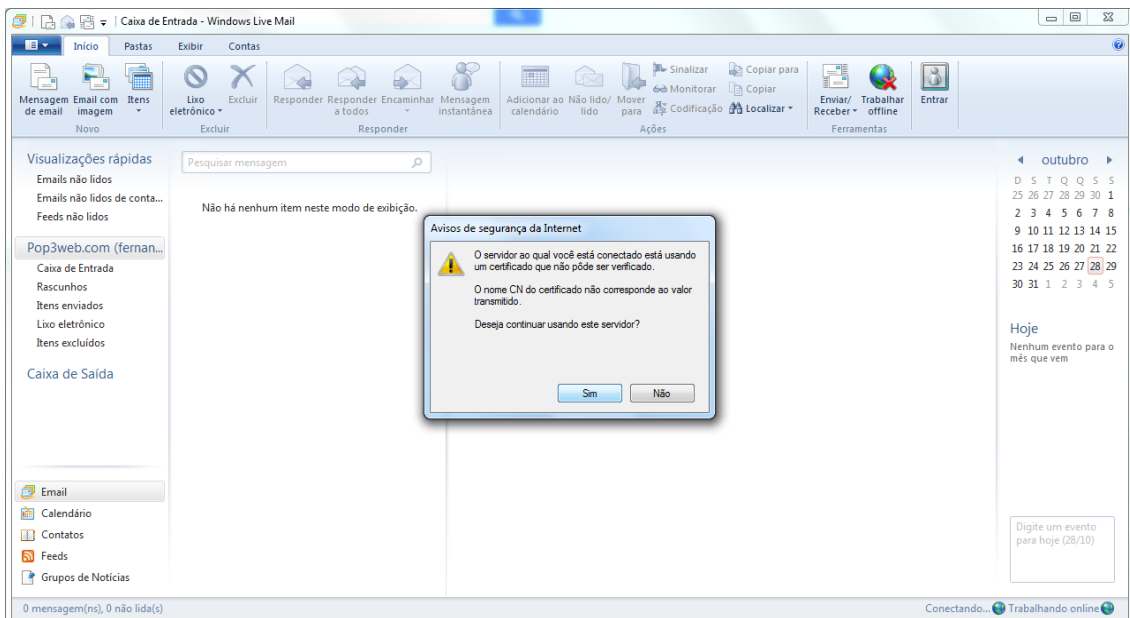 Caixa de Entrada - Windows Live Mail
Início Pastas Exibir Contas
Mensagem de email
Email com imagem
Itens
Novo
Lixo eletrônico
Excluir
Excluir
Responder
Responder a todos
Encaminhar
Mensagem instantânea
Responder
Adicionar ao calendário
Não lido/ lido
Mover para
Sinalizar
Monitorar
Codificação
Copiar para
Copiar
Localizar
Ações
Enviar/ Receber
Trabalhar offline
Ferramentas
Entrar
Visualizações rápidas
Emails não lidos
Emails não lidos de conta...
Feeds não lidos
Pop3web.com (fernan...
Caixa de Entrada
Rascunhos
Itens enviados
Lixo eletrônico
Itens excluídos
Caixa de Saída
Email
Calendário
Contatos
Feeds
Grupos de Notícias
Pesquisar mensagem
Não há nenhum item neste modo de exibição.
Avisos de segurança da Internet
O servidor ao qual você está conectado está usando
um certificado que não pôde ser verificado.
O nome CN do certificado não corresponde ao valor
transmitido.
Deseja continuar usando este servidor?
Sim Não
outubro
D S T Q Q S S
25 26 27 28 29 30 1
2 3 4 5 6 7 8
9 10 11 12 13 14 15
16 17 18 19 20 21 22
23 24 25 26 27 28 29
30 31 1 2 3 4 5
Hoje
Nenhum evento para o
mês que vem
Digite um evento
para hoje (28/10)
0 mensagem(ns), 0 não lida(s)
Conectando... Trabalhando online